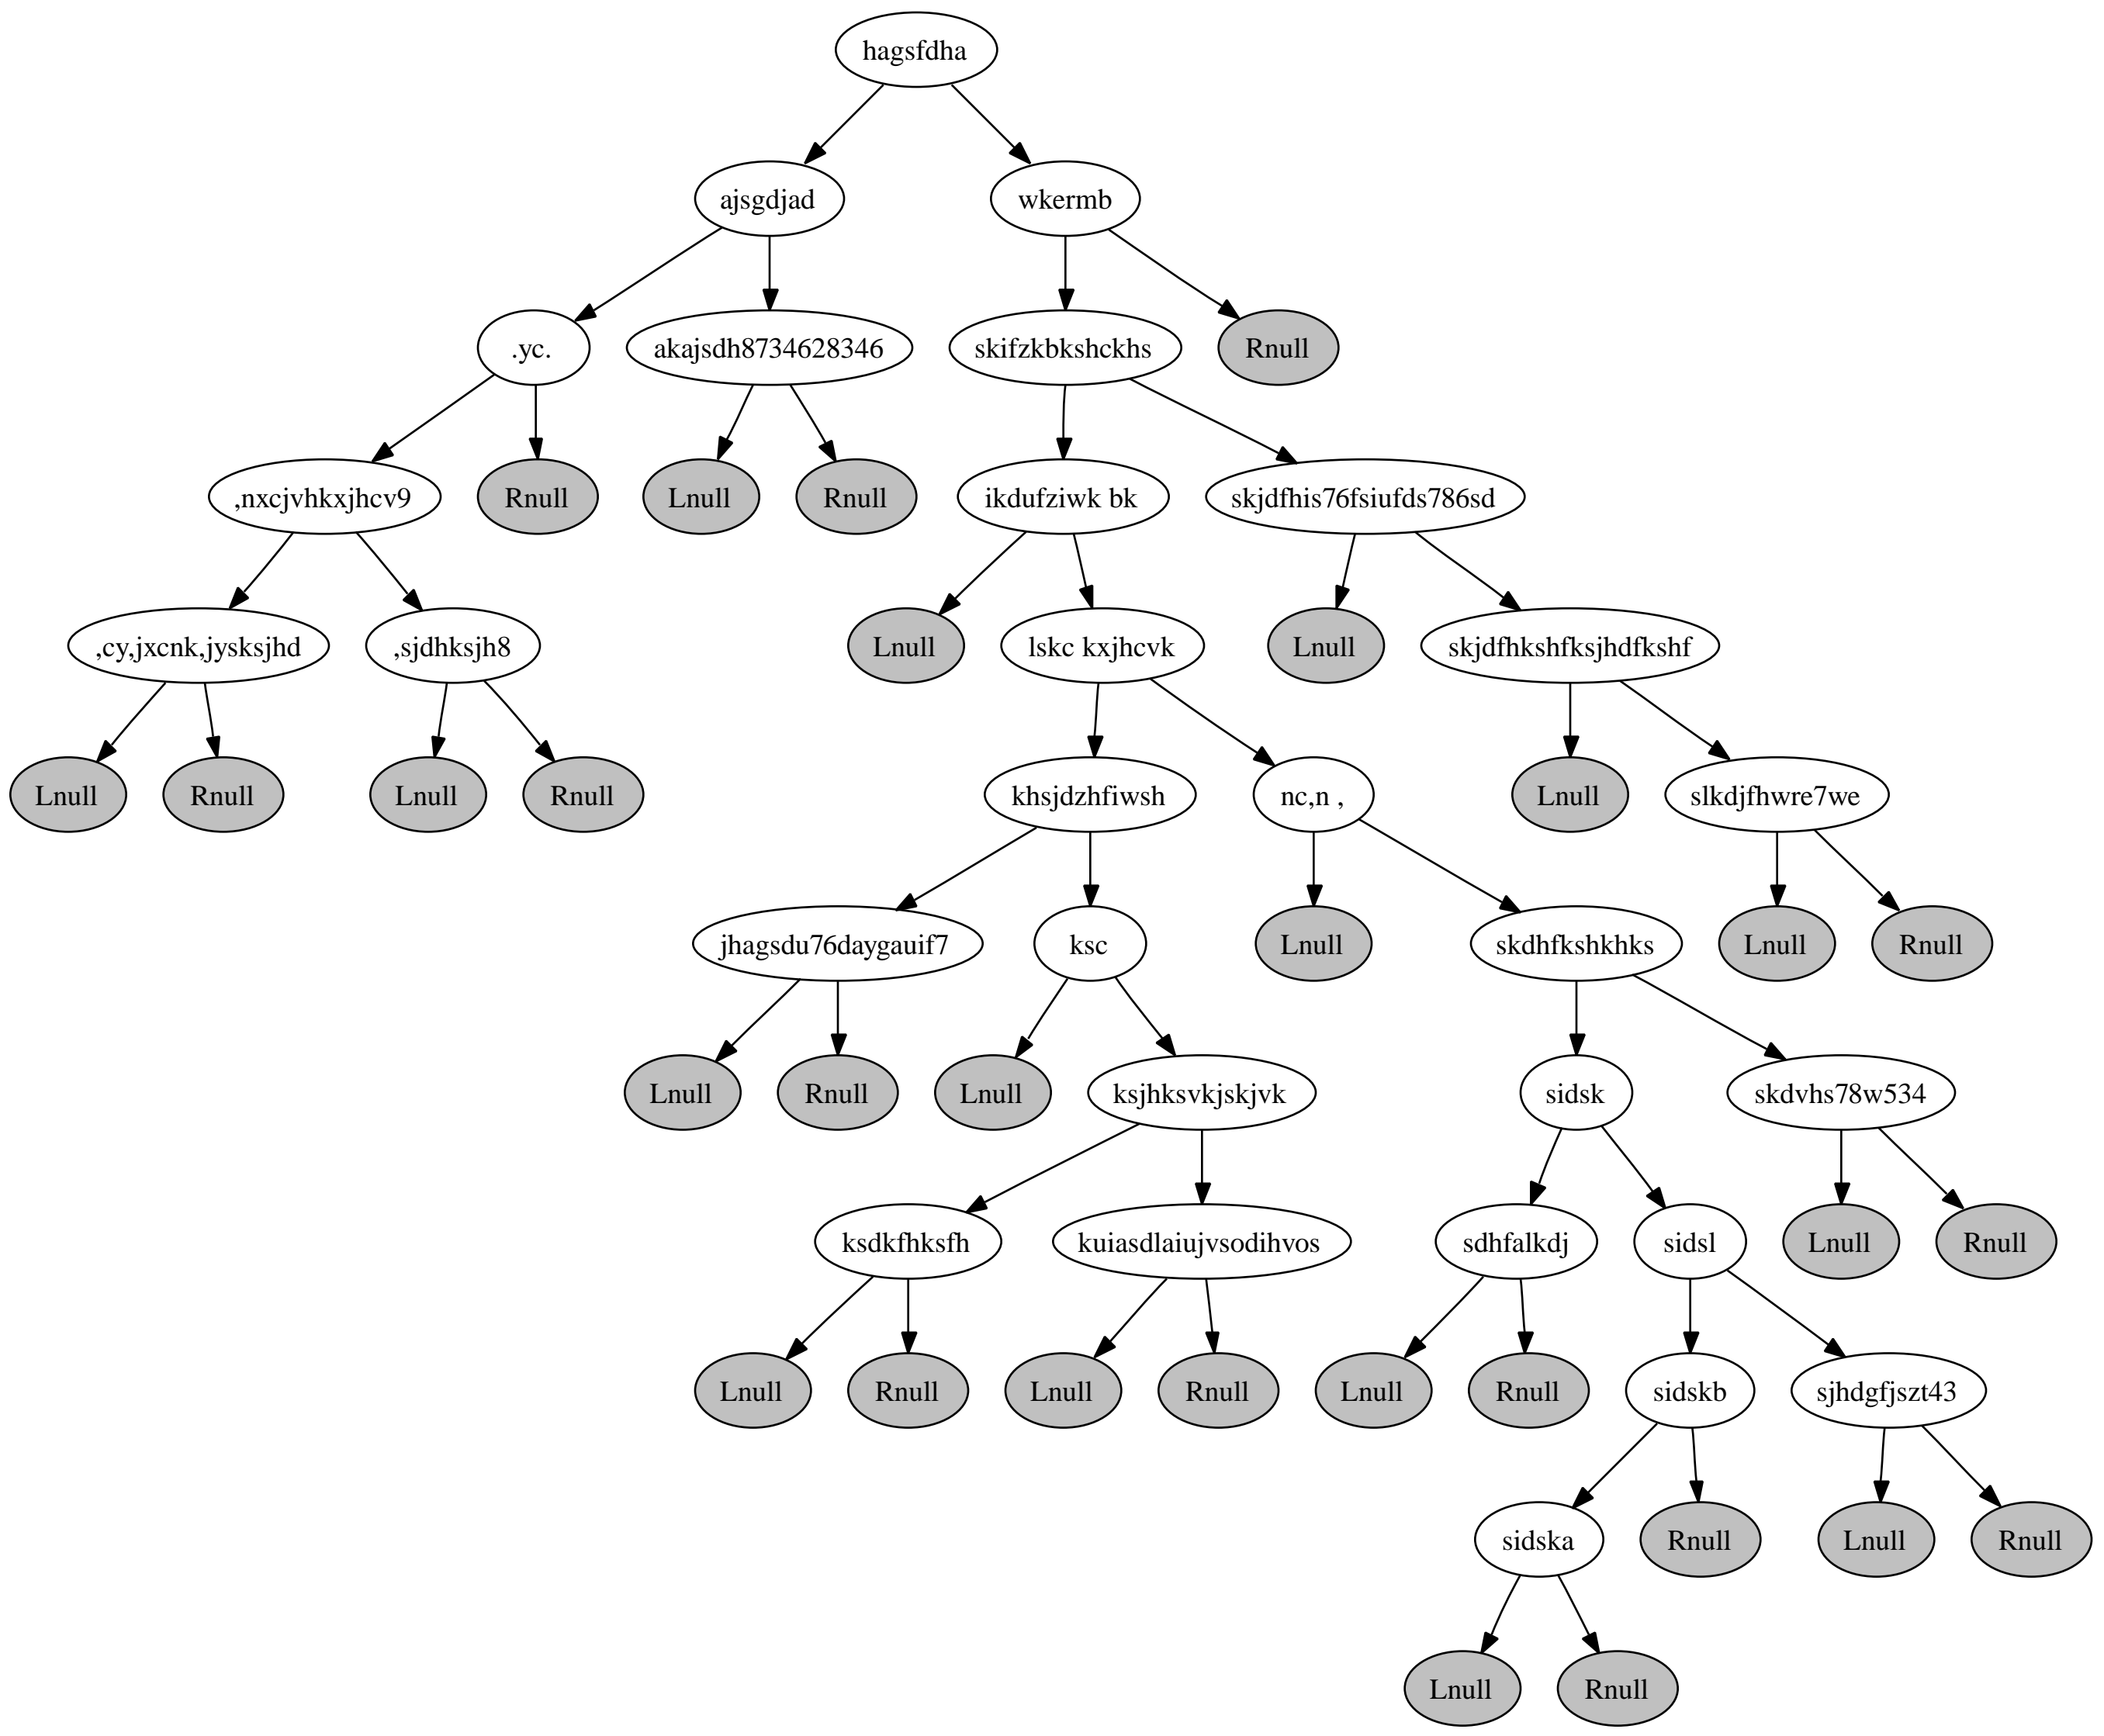 hagsfdha
ajsgdjad
wkermb
.yc.
akajsdh8734628346
skifzkbkshckhs
Rnull
,nxcjvhkxjhcv9
Rnull
Lnull
Rnull
ikdufziwk bk
skjdfhis76fsiufds786sd
,cy,jxcnk,jysksjhd
,sjdhksjh8
Lnull
lskc kxjhcvk
Lnull
skjdfhkshfksjhdfkshf
Lnull
Rnull
Lnull
Rnull
khsjdzhfiwsh
nc,n ,
Lnull
slkdjfhwre7we
jhagsdu76daygauif7
ksc
Lnull
skdhfkshkhks
Lnull
Rnull
Lnull
Rnull
Lnull
ksjhksvkjskjvk
sidsk
skdvhs78w534
ksdkfhksfh
kuiasdlaiujvsodihvos
sdhfalkdj
sidsl
Lnull
Rnull
Lnull
Rnull
Lnull
Rnull
Lnull
Rnull
sidskb
sjhdgfjszt43
sidska
Rnull
Lnull
Rnull
Lnull
Rnull